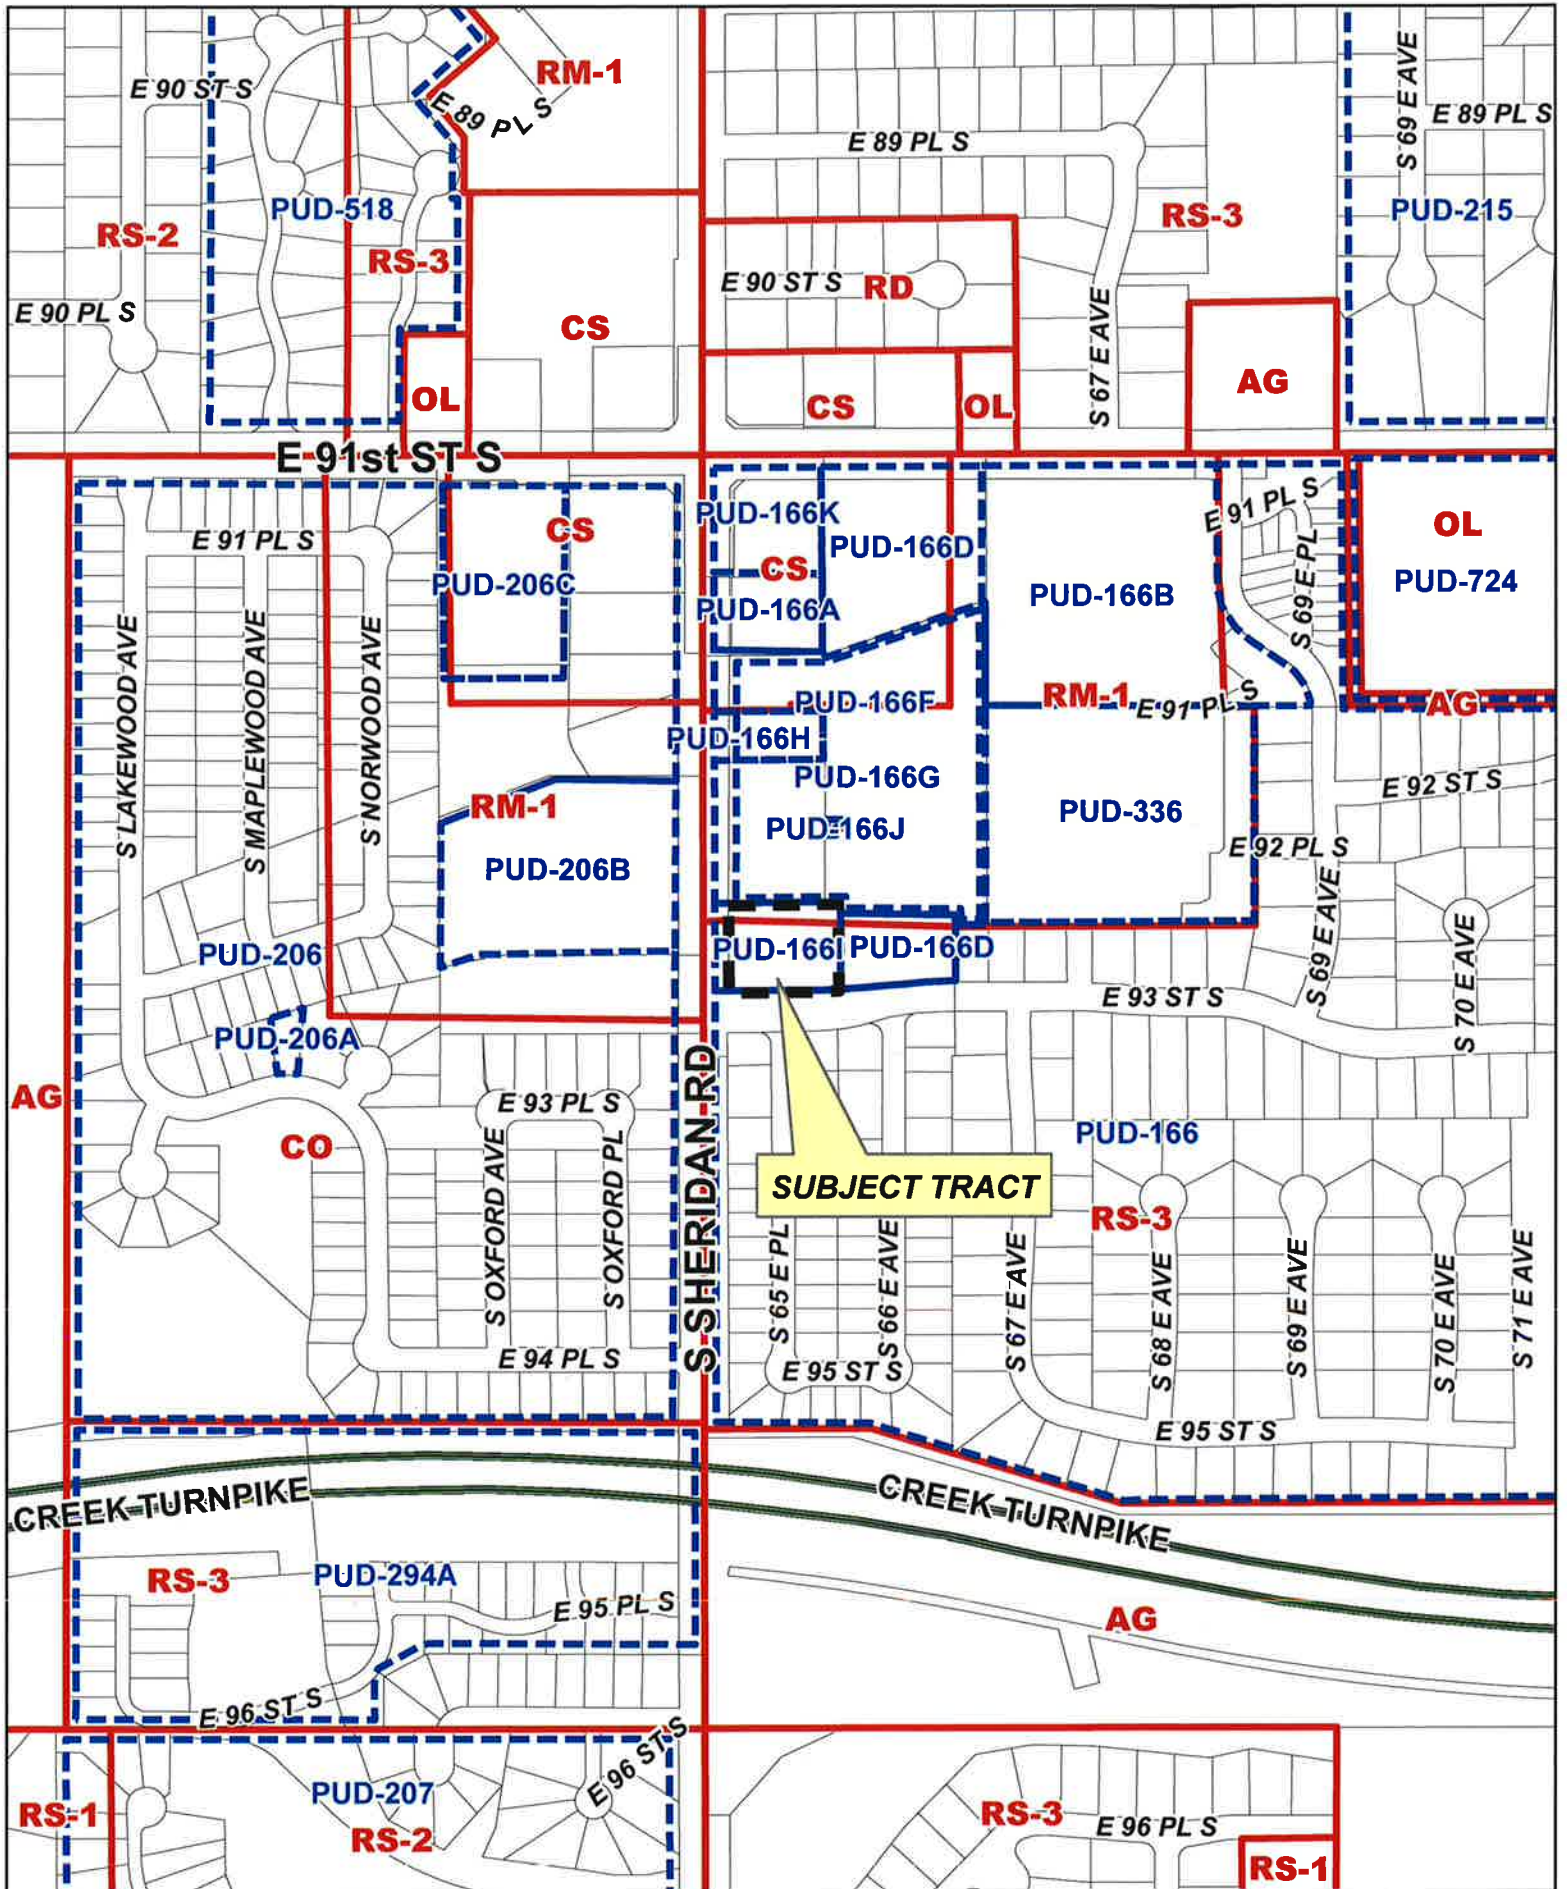 RM-1
E 90 ST S
E 89 PL S
S 69 E AVE
E 89 PL S
E 89 PL S
PUD-518
RS-2
RS-3
RS-3
PUD-215
E 90 ST S
RD
E 90 PL S
CS
S 67 E AVE
OL
CS
OL
AG
E 91st ST S
PUD-166K
E 91 PL S
OL
CS
E 91 PL S
PUD-166D
CS
PUD-206C
PUD-166A
PUD-166B
S 69 E PL
PUD-724
S LAKEWOOD AVE
S MAPLEWOOD AVE
S NORWOOD AVE
PUD-166F
RM-1
E 91 PL S
AG
PUD-166H
PUD-166G
E 92 ST S
RM-1
PUD-166J
PUD-336
E 92 PL S
PUD-206B
PUD-206
PUD-166I
PUD-166D
S 69 E AVE
S 70 E AVE
E 93 ST S
PUD-206A
AG
E 93 PL S
CO
S OXFORD AVE
S OXFORD PL
S SHERIDAN RD
PUD-166
SUBJECT TRACT
RS-3
S 65 E PL
S 66 E AVE
S 67 E AVE
S 68 E AVE
S 69 E AVE
S 70 E AVE
S 71 E AVE
E 94 PL S
E 95 ST S
E 95 ST S
CREEK TURNPIKE
CREEK TURNPIKE
RS-3
PUD-294A
E 95 PL S
AG
E 96 ST S
E 96 ST S
PUD-207
RS-1
RS-2
RS-3
E 96 PL S
RS-1